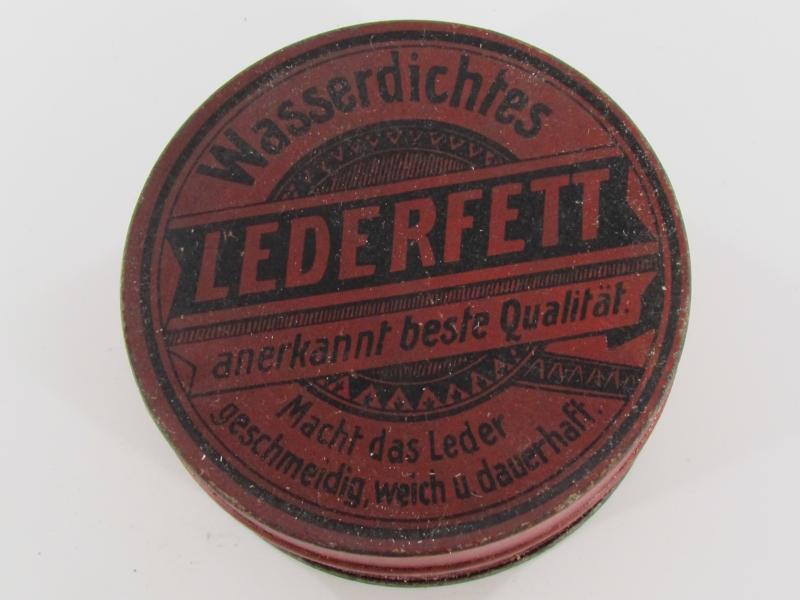 Wasserdichtes
LEDERFETT
anerkannt beste Qualität.
Macht das Leder
geschmeidig, weich u. dauerhaft.